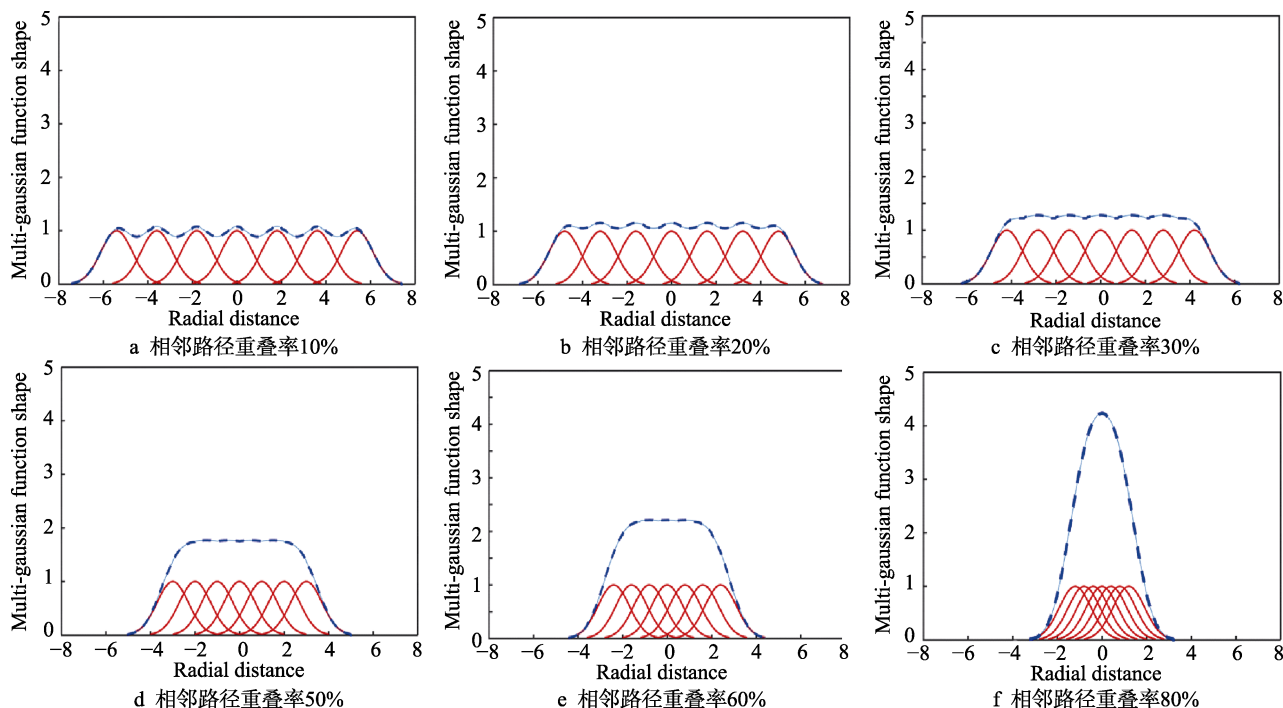 Multi-gaussian function shape
5
4
3
2
1
0
−8 −6 −4 −2 0 2 4 6 8
Radial distance
a 相邻路径重叠率10%
Multi-gaussian function shape
5
4
3
2
1
0
−8 −6 −4 −2 0 2 4 6 8
Radial distance
b 相邻路径重叠率20%
Multi-gaussian function shape
5
4
3
2
1
0
−8 −6 −4 −2 0 2 4 6 8
Radial distance
c 相邻路径重叠率30%
Multi-gaussian function shape
5
4
3
2
1
0
−8 −6 −4 −2 0 2 4 6 8
Radial distance
d 相邻路径重叠率50%
Multi-gaussian function shape
5
4
3
2
1
0
−8 −6 −4 −2 0 2 4 6 8
Radial distance
e 相邻路径重叠率60%
Multi-gaussian function shape
5
4
3
2
1
0
−8 −6 −4 −2 0 2 4 6 8
Radial distance
f 相邻路径重叠率80%